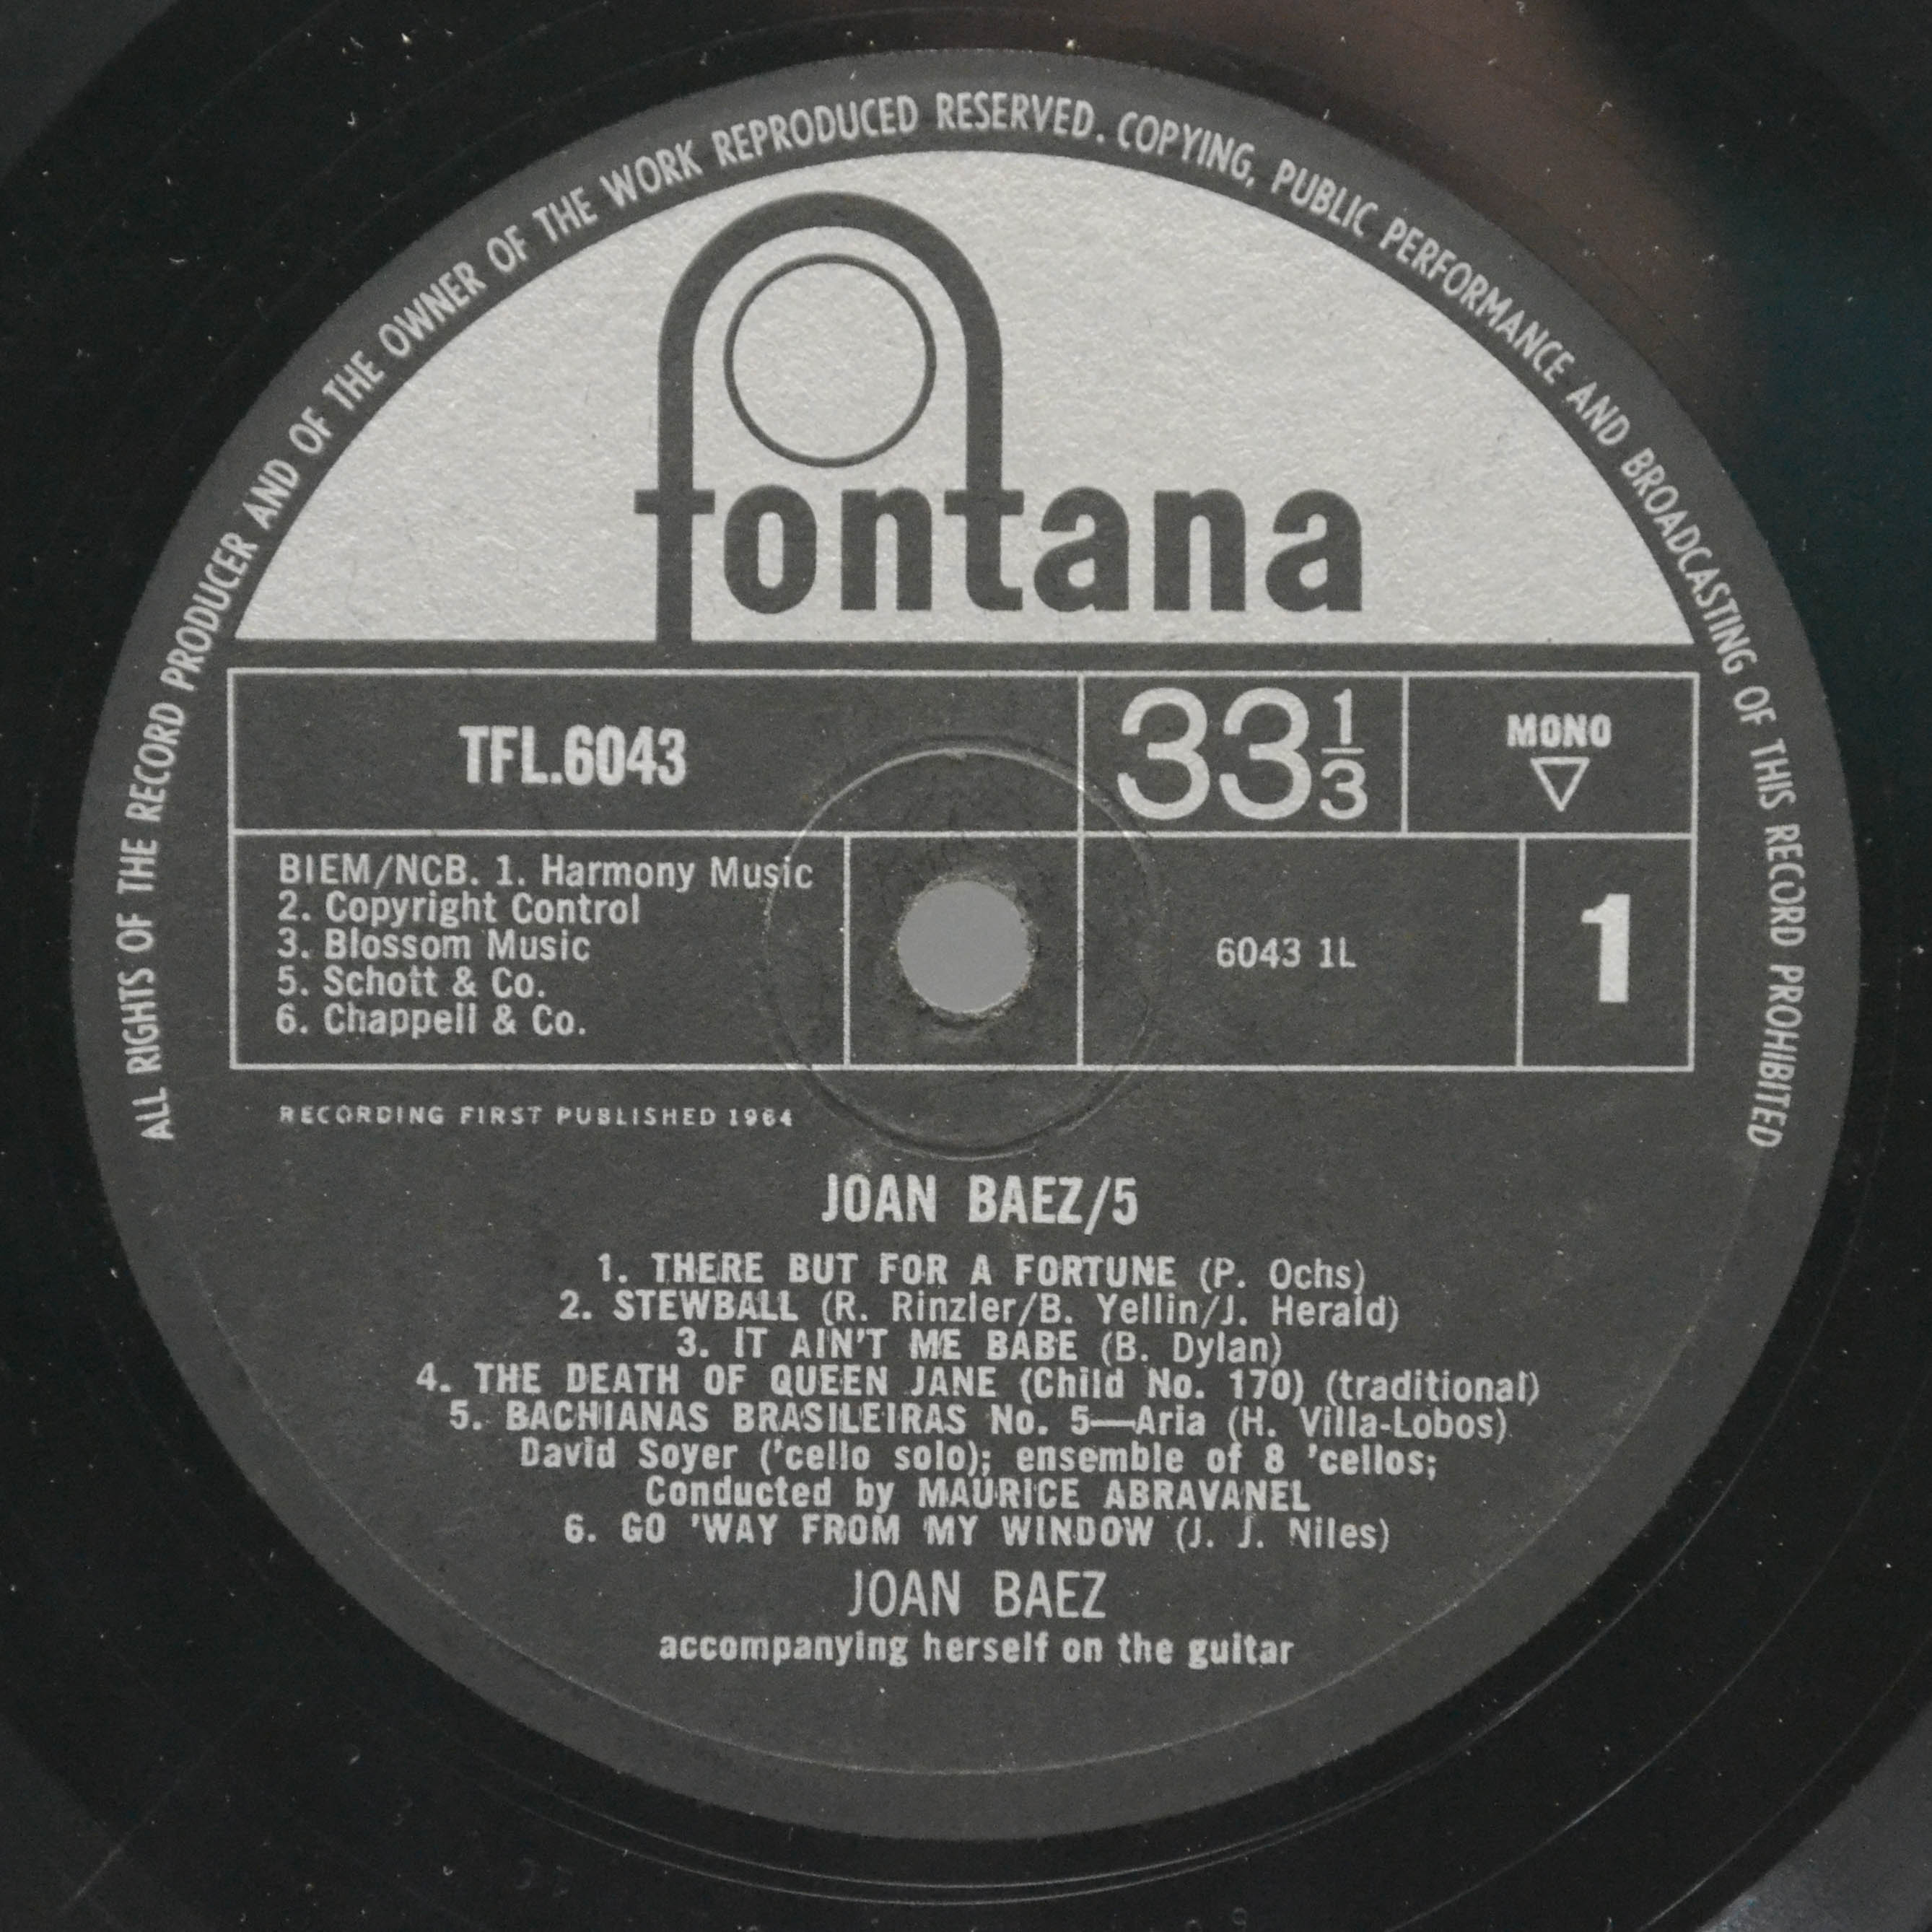 ALL RIGHTS OF THE RECORD PRODUCER AND OF THE OWNER OF THE WORK REPRODUCED RESERVED. COPYING, PUBLIC PERFORMANCE AND BROADCASTING OF THIS RECORD PROHIBITED
fontana
TFL.6043
33 1/3
MONO
BIEM/NCB. 1. Harmony Music
2. Copyright Control
3. Blossom Music
5. Schott & Co.
6. Chappell & Co.
6043 1L
1
RECORDING FIRST PUBLISHED 1964
JOAN BAEZ/5
1. THERE BUT FOR A FORTUNE (P. Ochs)
2. STEWBALL (R. Rinzler/B. Yellin/J. Herald)
3. IT AIN'T ME BABE (B. Dylan)
4. THE DEATH OF QUEEN JANE (Child No. 170) (traditional)
5. BACHIANAS BRASILEIRAS No. 5—Aria (H. Villa-Lobos)
David Soyer ('cello solo); ensemble of 8 'cellos;
Conducted by MAURICE ABRAVANEL
6. GO 'WAY FROM MY WINDOW (J. J. Niles)
JOAN BAEZ
accompanying herself on the guitar